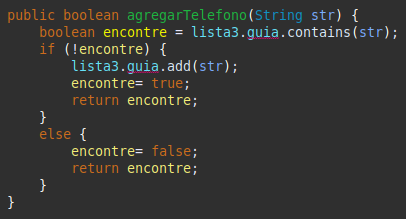 public boolean agregarTelefono(String str) {
    boolean encontre = lista3.guia.contains(str);
    if (!encontre) {
        lista3.guia.add(str);
        encontre= true;
        return encontre;
    }
    else {
        encontre= false;
        return encontre;
    }
}